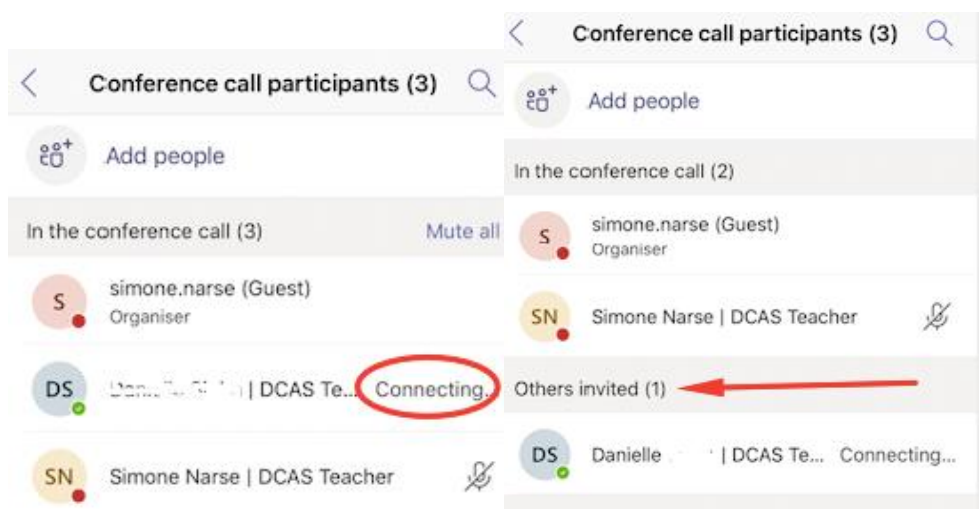 Conference call participants (3)
Add people
In the conference call (3) Mute all
S simone.narse (Guest)
Organiser
DS | DCAS Te... Connecting...
SN Simone Narse | DCAS Teacher
Conference call participants (3)
Add people
In the conference call (2)
S simone.narse (Guest)
Organiser
SN Simone Narse | DCAS Teacher
Others invited (1)
DS Danielle | DCAS Te... Connecting...